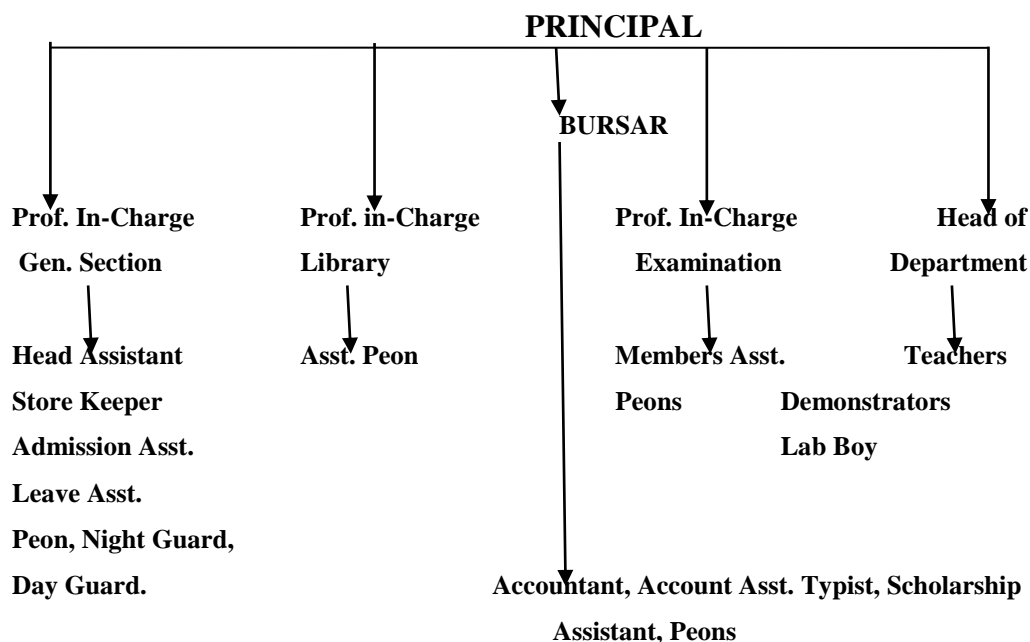 PRINCIPAL
BURSAR
Prof. In-Charge Prof. in-Charge Prof. In-Charge Head of
Gen. Section Library Examination Department
Head Assistant Asst. Peon Members Asst. Teachers
Store Keeper Peons Demonstrators
Admission Asst. Lab Boy
Leave Asst.
Peon, Night Guard,
Day Guard. Accountant, Account Asst. Typist, Scholarship
Assistant, Peons